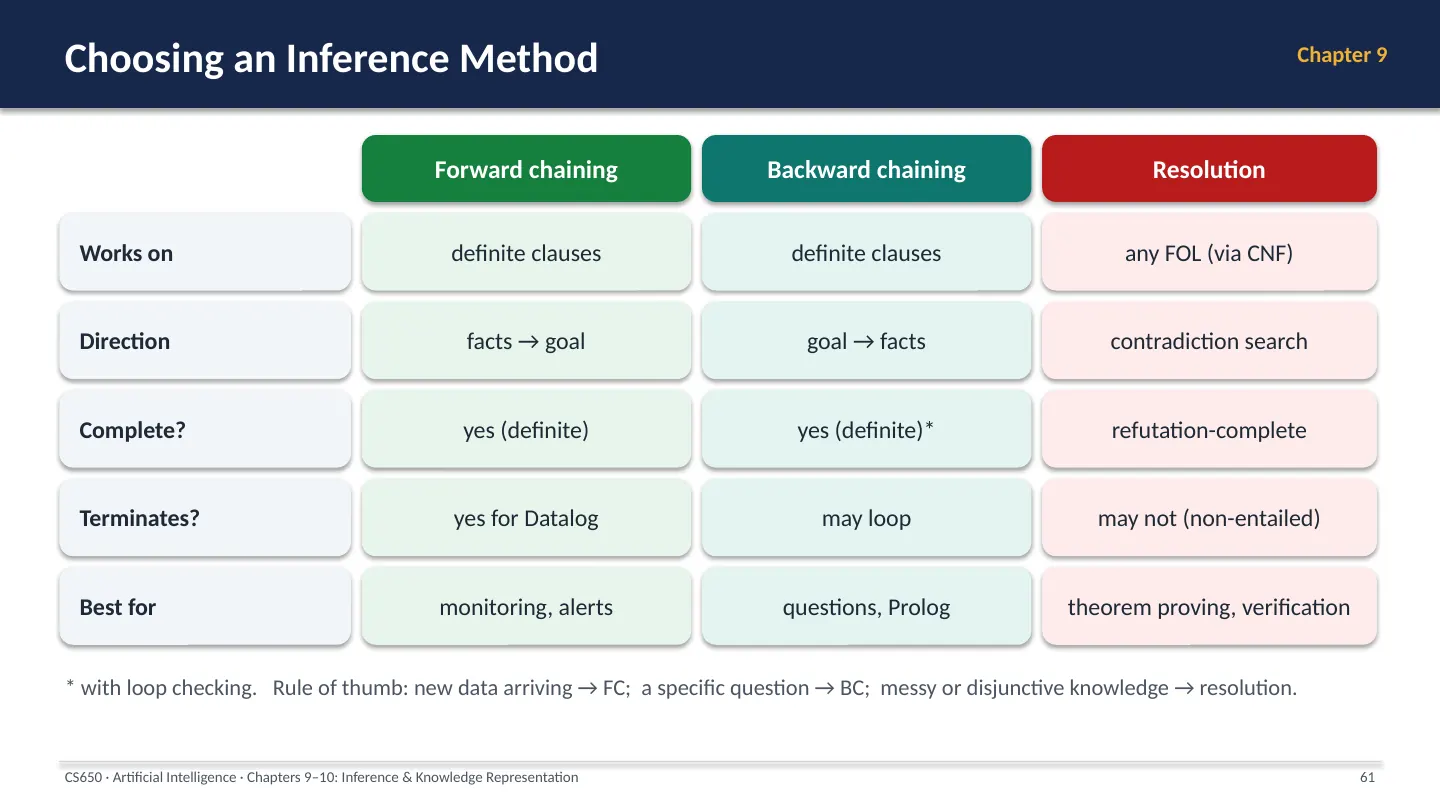 Choosing an Inference Method
Chapter 9
Forward chaining
Backward chaining
Resolution
Works on
definite clauses
definite clauses
any FOL (via CNF)
Direction
facts → goal
goal → facts
contradiction search
Complete?
yes (definite)
yes (definite)*
refutation-complete
Terminates?
yes for Datalog
may loop
may not (non-entailed)
Best for
monitoring, alerts
questions, Prolog
theorem proving, verification
* with loop checking. Rule of thumb: new data arriving → FC; a specific question → BC; messy or disjunctive knowledge → resolution.
CS650 · Artificial Intelligence · Chapters 9–10: Inference & Knowledge Representation
61